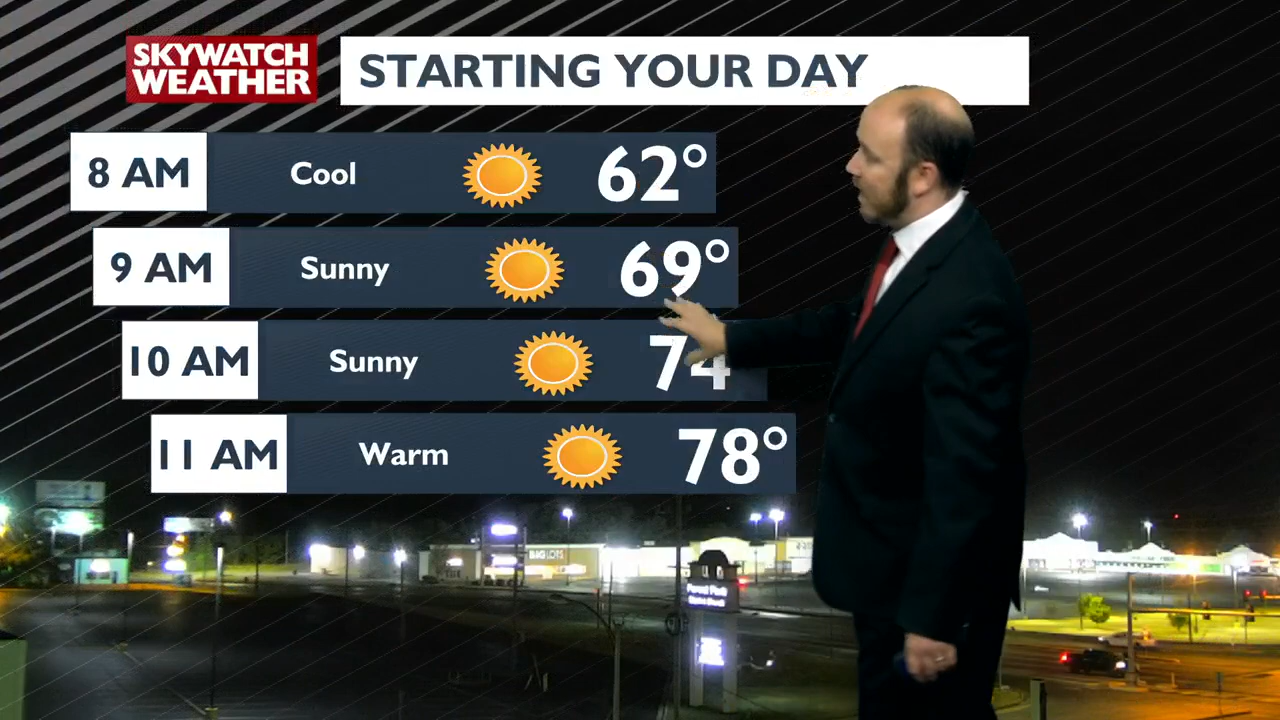 SKYWATCH
WEATHER
STARTING YOUR DAY
8 AM Cool 62°
9 AM Sunny 69°
10 AM Sunny 74
11 AM Warm 78°
BIG LOTS